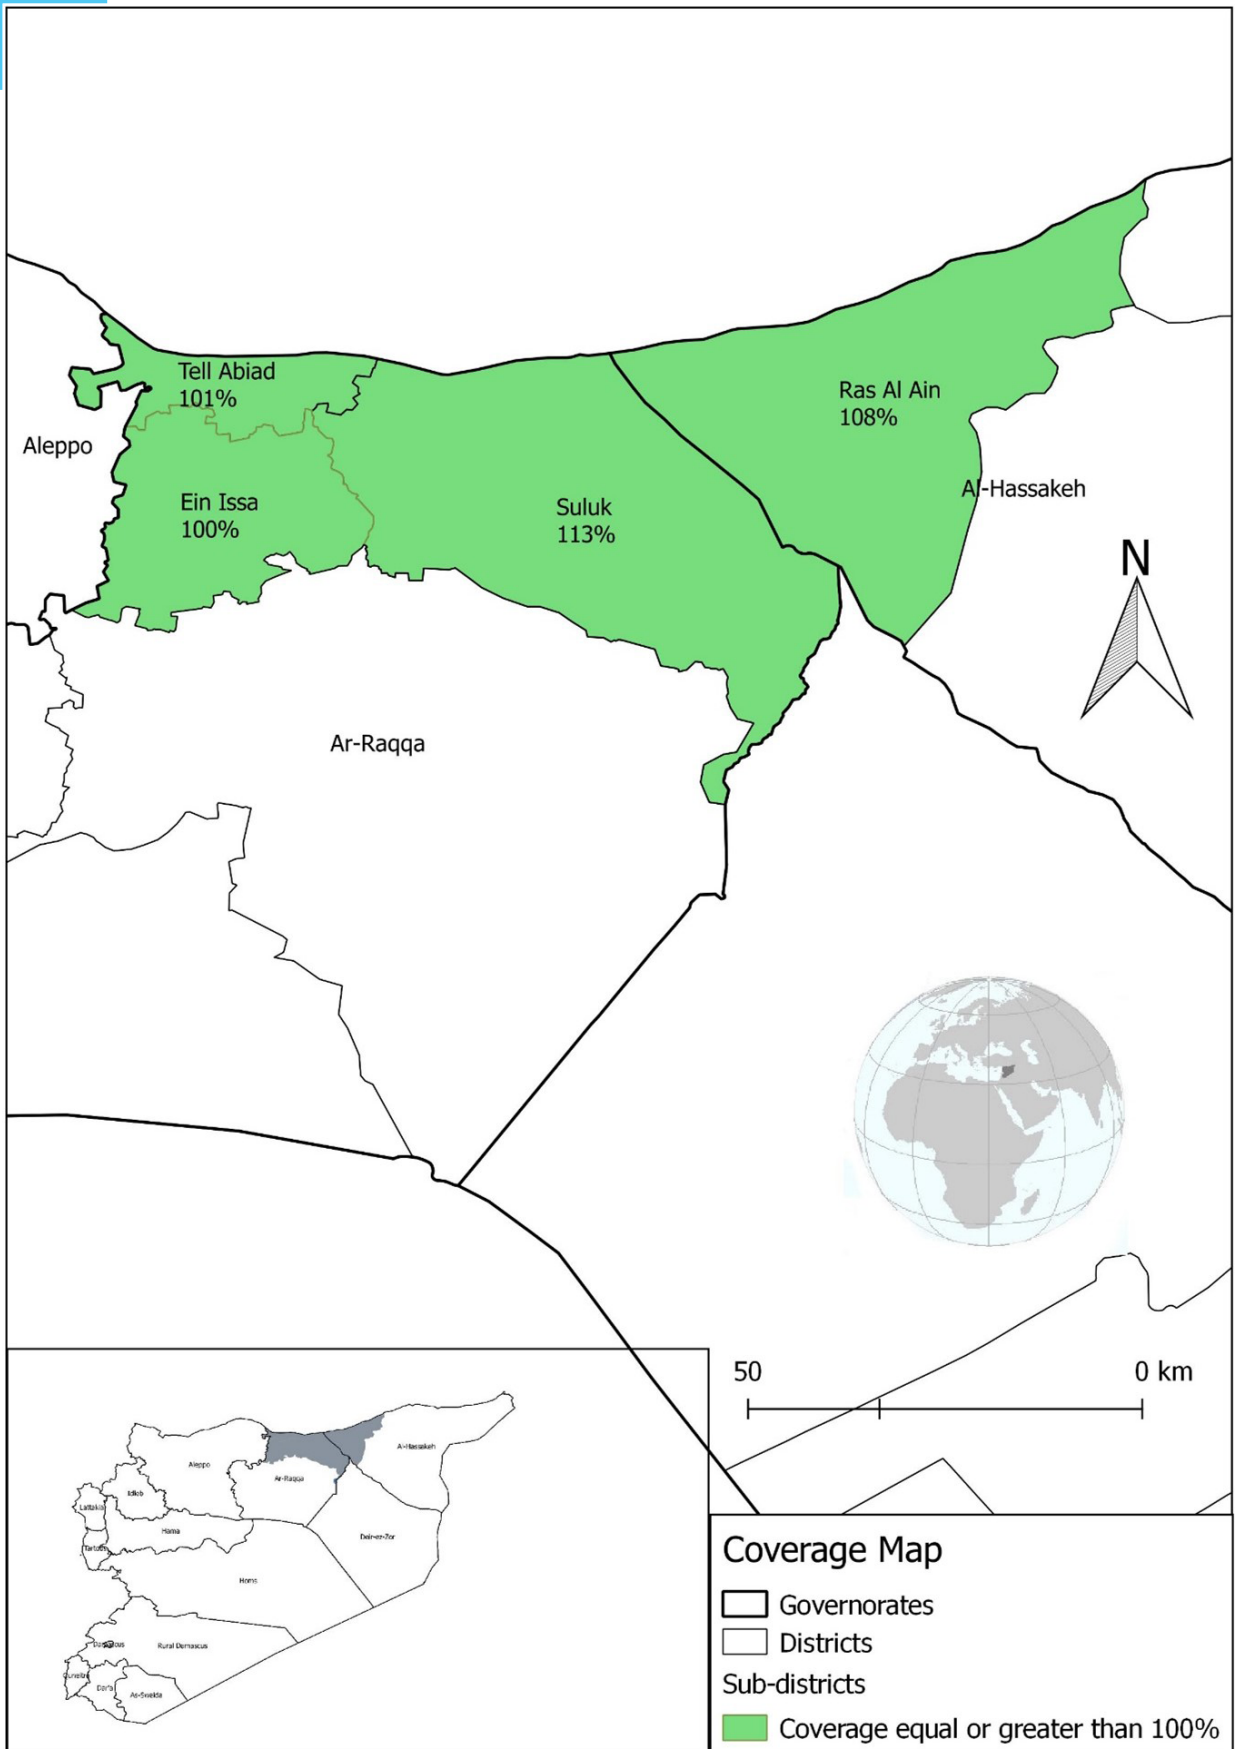 Tell Abiad
101%
Ras Al Ain
108%
Aleppo
Al-Hassakeh
Ein Issa
100%
Suluk
113%
N
Ar-Raqqa
50
0 km
Al-Hassakeh
Aleppo
Ar-Raqqa
Idleb
Lattakia
Hama
Deir-ez-Zor
Tartous
Homs
Damascus
Rural Damascus
Quneitra
Dar'a
As-Sweida
Coverage Map
Governorates
Districts
Sub-districts
Coverage equal or greater than 100%